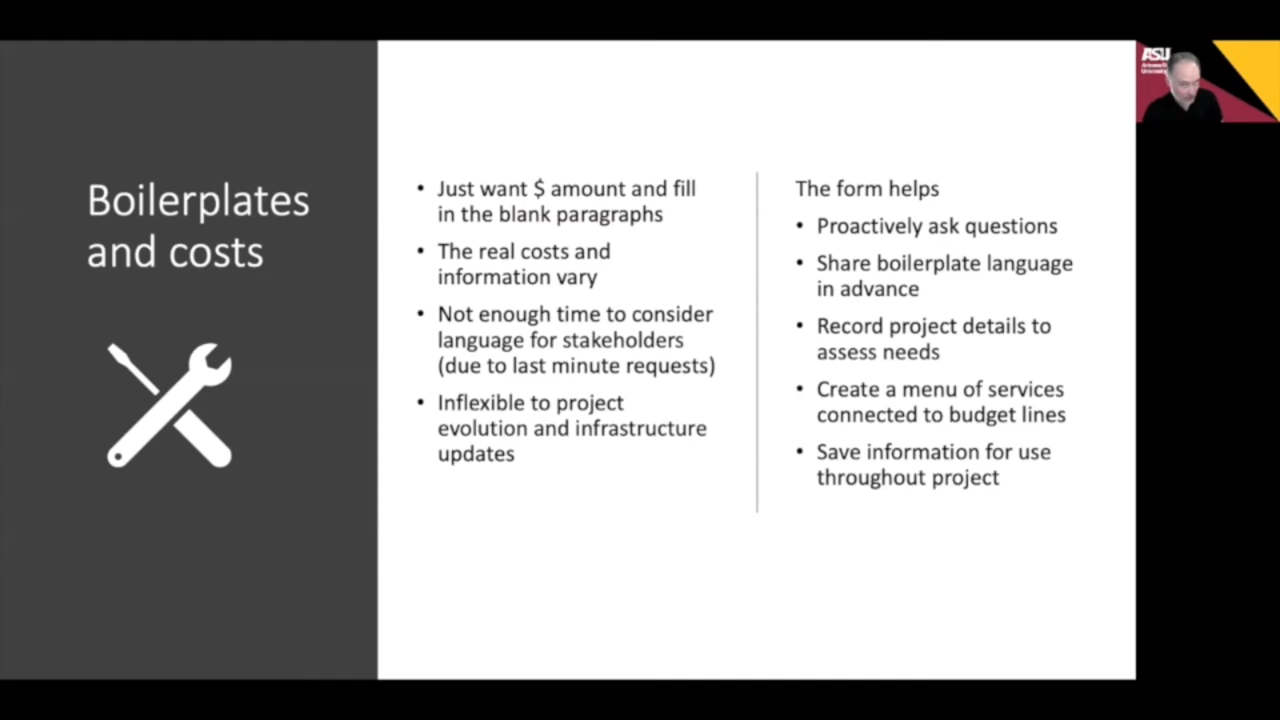 Boilerplates
and costs
• Just want $ amount and fill
in the blank paragraphs
• The real costs and
information vary
• Not enough time to consider
language for stakeholders
(due to last minute requests)
• Inflexible to project
evolution and infrastructure
updates
The form helps
• Proactively ask questions
• Share boilerplate language
in advance
• Record project details to
assess needs
• Create a menu of services
connected to budget lines
• Save information for use
throughout project
ASU